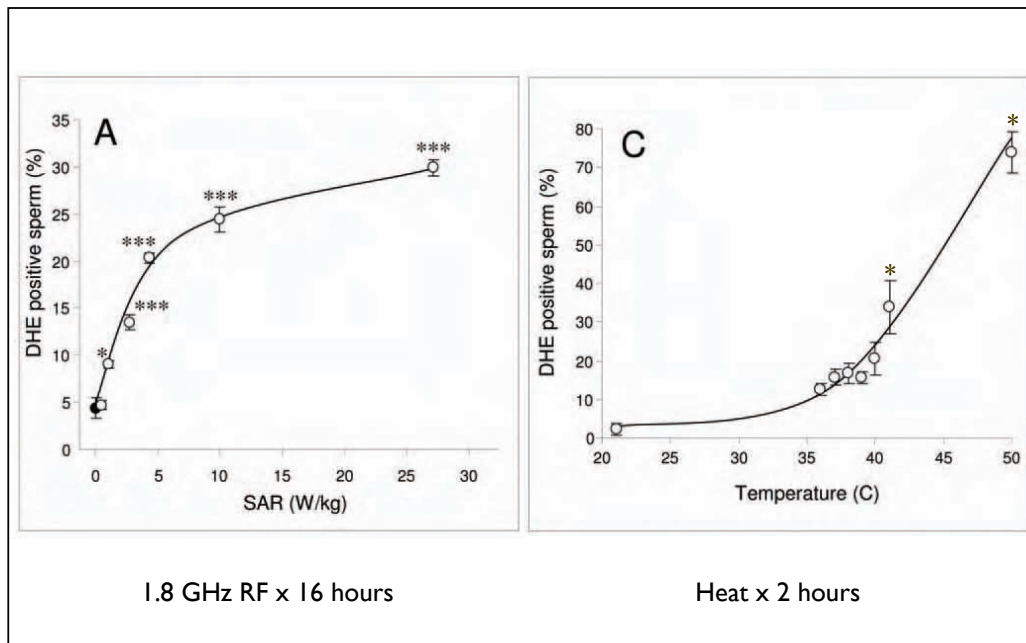 A
DHE positive sperm (%)
35
30
25
20
15
10
5
0
*
***
***
***
***
0 5 10 15 20 25 30
SAR (W/kg)
C
DHE positive sperm (%)
80
70
60
50
40
30
20
10
0
*
*
20 25 30 35 40 45 50
Temperature (C)
1.8 GHz RF x 16 hours
Heat x 2 hours